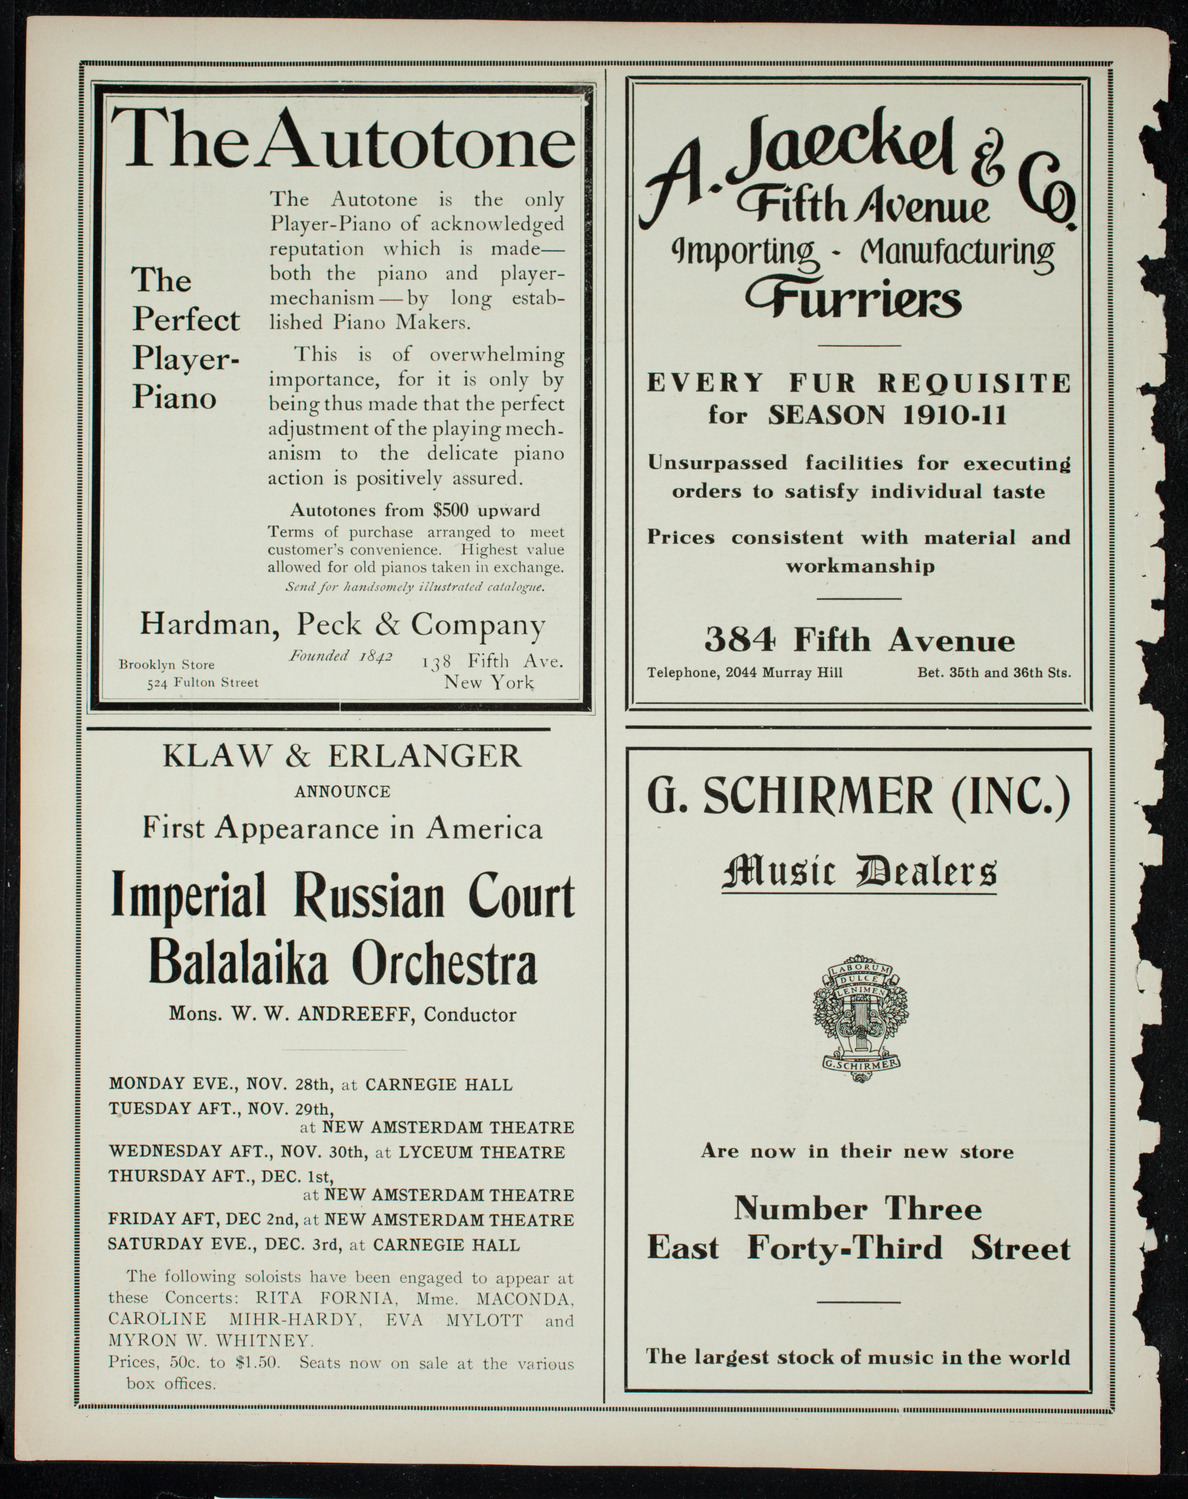 The Autotone
The
Perfect
Player-
Piano
The Autotone is the only
Player-Piano of acknowledged
reputation which is made—
both the piano and player-
mechanism — by long estab-
lished Piano Makers.
This is of overwhelming
importance, for it is only by
being thus made that the perfect
adjustment of the playing mech-
anism to the delicate piano
action is positively assured.
Autotones from $500 upward
Terms of purchase arranged to meet
customer's convenience. Highest value
allowed for old pianos taken in exchange.
Send for handsomely illustrated catalogue.
Hardman, Peck & Company
Founded 1842
Brooklyn Store
524 Fulton Street
138 Fifth Ave.
New York
KLAW & ERLANGER
ANNOUNCE
First Appearance in America
Imperial Russian Court
Balalaika Orchestra
Mons. W. W. ANDREEFF, Conductor
MONDAY EVE., NOV. 28th, at CARNEGIE HALL
TUESDAY AFT., NOV. 29th,
at NEW AMSTERDAM THEATRE
WEDNESDAY AFT., NOV. 30th, at LYCEUM THEATRE
THURSDAY AFT., DEC. 1st,
at NEW AMSTERDAM THEATRE
FRIDAY AFT, DEC 2nd, at NEW AMSTERDAM THEATRE
SATURDAY EVE., DEC. 3rd, at CARNEGIE HALL
The following soloists have been engaged to appear at
these Concerts: RITA FORNIA, Mme. MACONDA,
CAROLINE MIHR-HARDY, EVA MYLOTT and
MYRON W. WHITNEY.
Prices, 50c. to $1.50. Seats now on sale at the various
box offices.
A. Jaeckel & Co.
Fifth Avenue
Importing - Manufacturing
Furriers
EVERY FUR REQUISITE
for SEASON 1910-11
Unsurpassed facilities for executing
orders to satisfy individual taste
Prices consistent with material and
workmanship
384 Fifth Avenue
Telephone, 2044 Murray Hill Bet. 35th and 36th Sts.
G. SCHIRMER (INC.)
Music Dealers
LABORUM
DULCE
LENIMEN
G. SCHIRMER
Are now in their new store
Number Three
East Forty-Third Street
The largest stock of music in the world